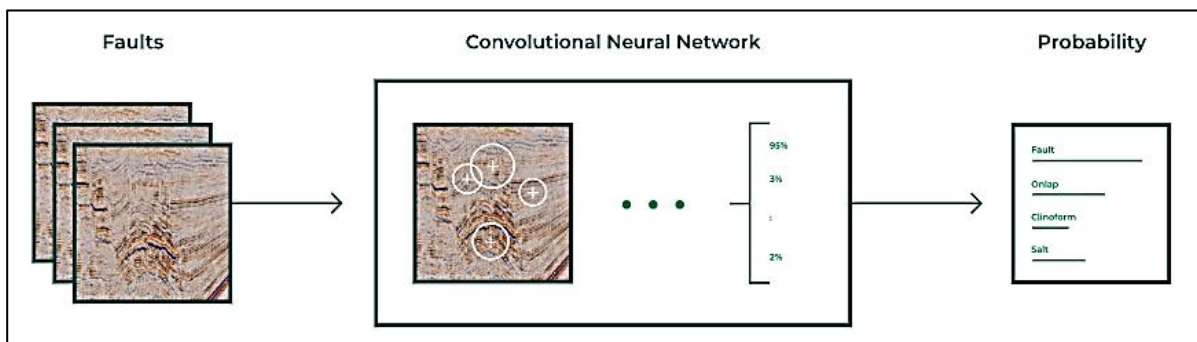 Faults
Convolutional Neural Network
Probability
95%
3%
:
2%
Fault
Onlap
Clinoform
Salt